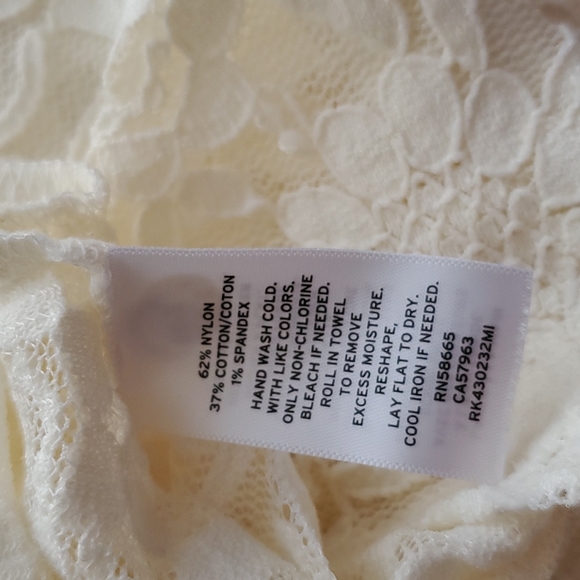 62% NYLON
37% COTTON/COTON
1% SPANDEX
HAND WASH COLD.
WITH LIKE COLORS.
ONLY NON-CHLORINE
BLEACH IF NEEDED.
ROLL IN TOWEL
TO REMOVE
EXCESS MOISTURE.
RESHAPE,
LAY FLAT TO DRY.
COOL IRON IF NEEDED.
RN58665
CA57963
RK430232MI